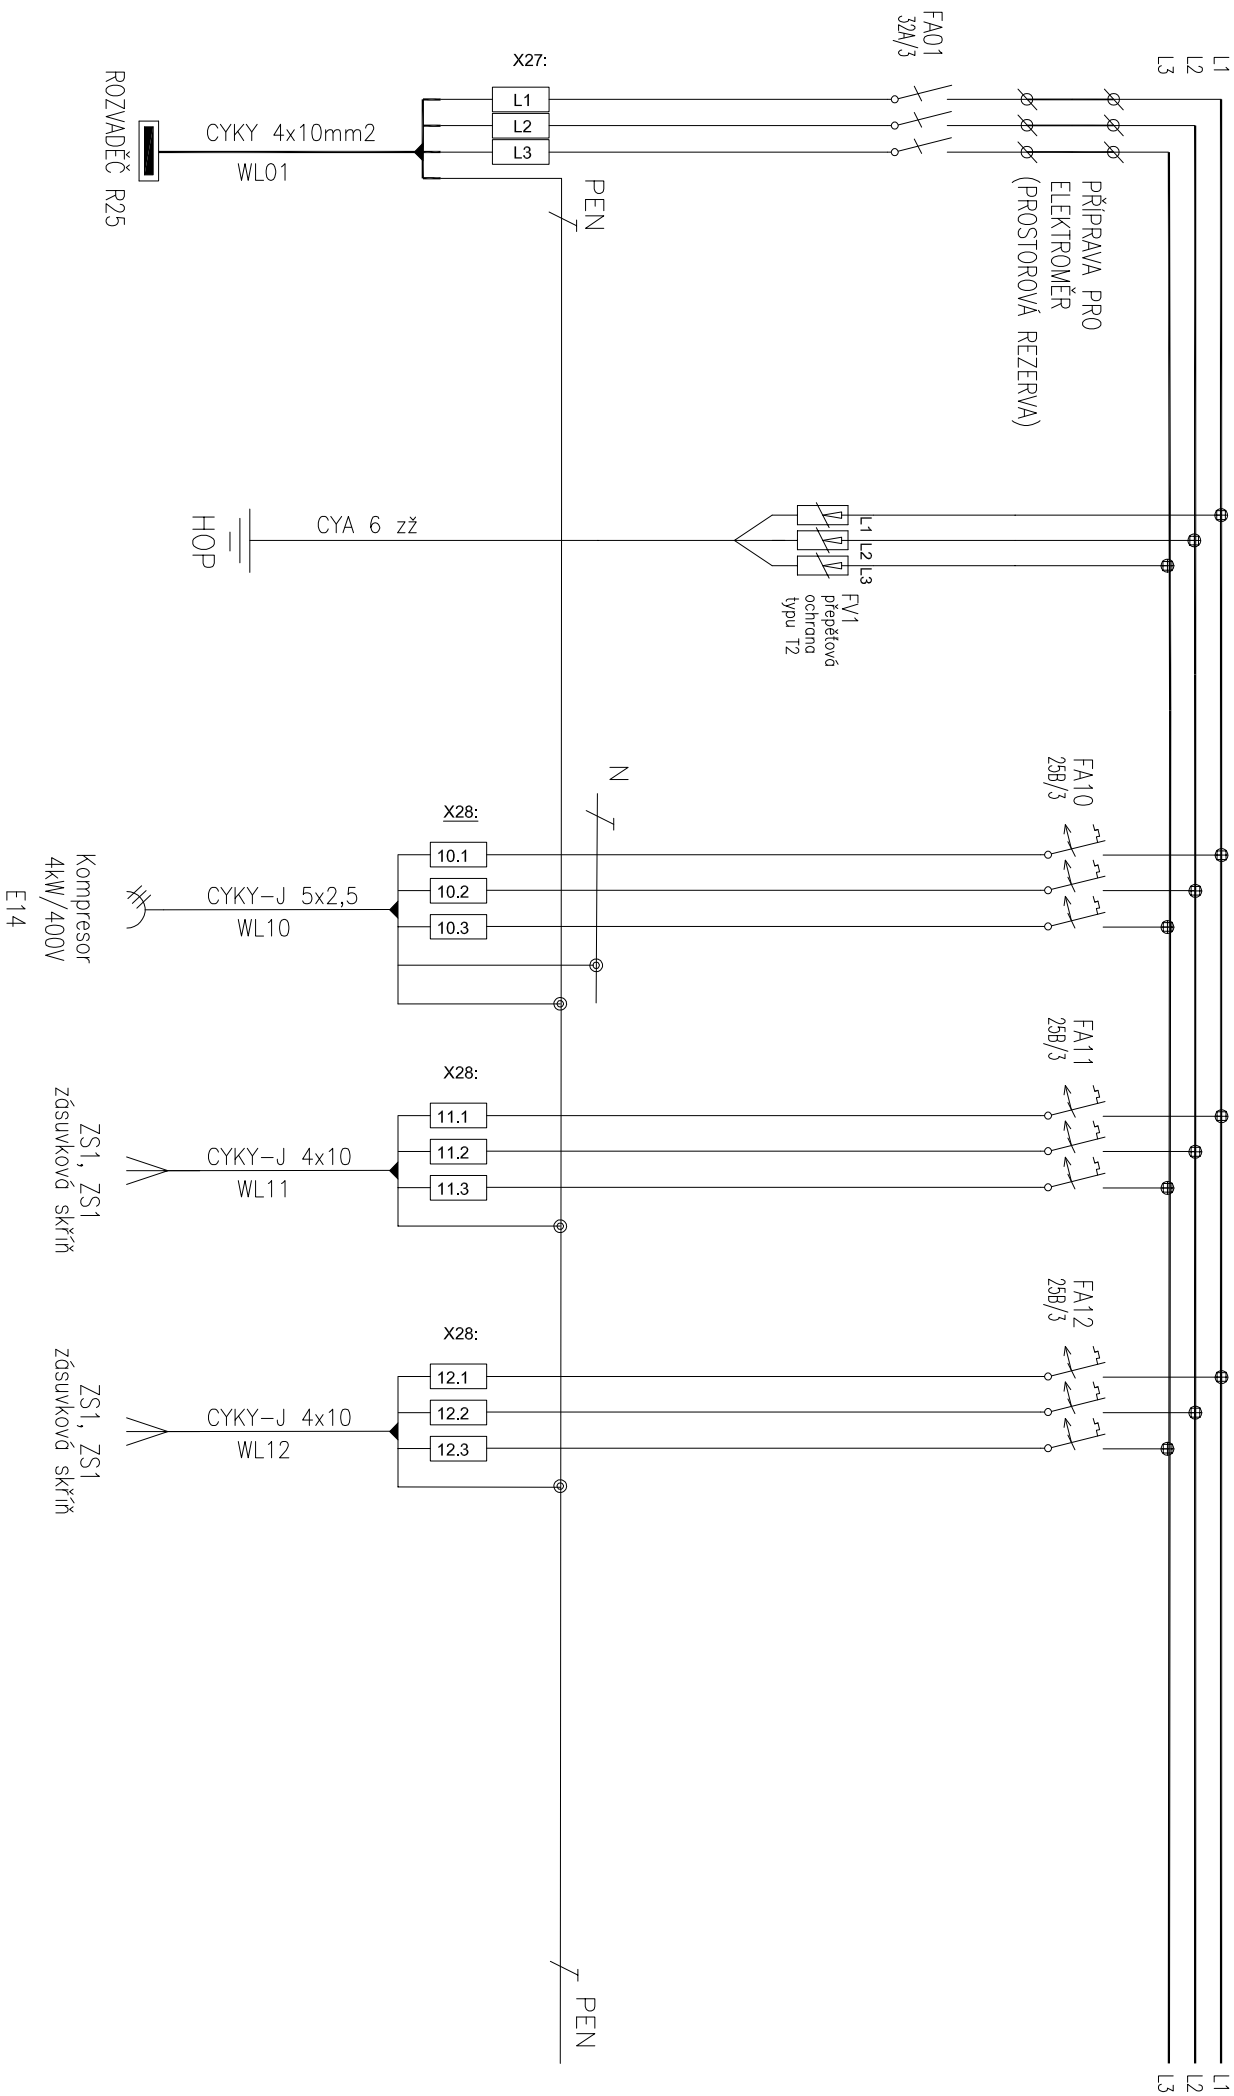 L1
L2
L3
FA01
32A/3
PŘÍPRAVA PRO
ELEKTROMĚR
(PROSTOROVÁ REZERVA)
X27:
L1
L2
L3
PEN
CYKY 4x10mm2
WL01
ROZVADĚČ R25
L1
L2
L3
FV1
přepěťová
ochrana
typu T2
CYA 6 zž
HOP
FA10
25B/3
N
X28:
10.1
10.2
10.3
CYKY-J 5x2,5
WL10
Kompresor
4kW/400V
E14
FA11
25B/3
X28:
11.1
11.2
11.3
CYKY-J 4x10
WL11
ZS1, ZS1
zásuvková skříň
FA12
25B/3
X28:
12.1
12.2
12.3
CYKY-J 4x10
WL12
ZS1, ZS1
zásuvková skříň
PEN
L1
L2
L3